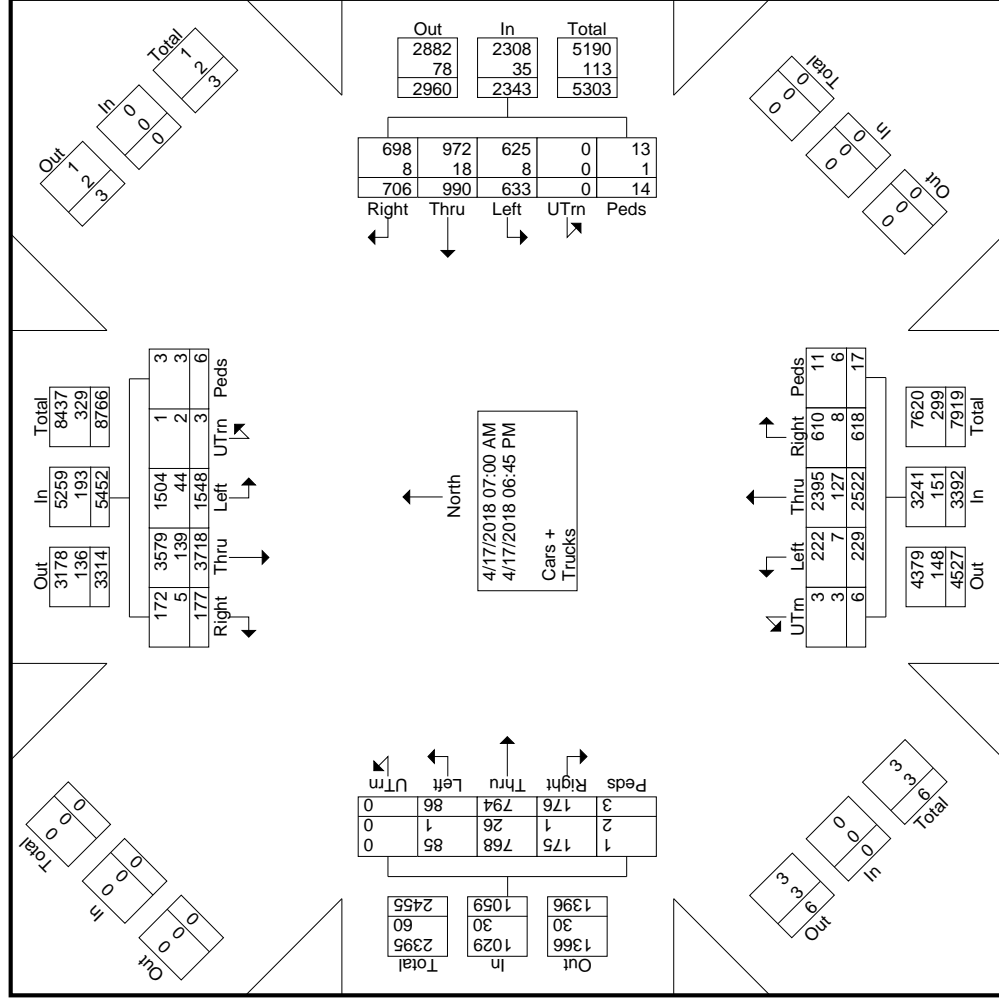 Out In Total
2882 2308 5190
78 35 113
2960 2343 5303
698 972 625 0 13
8 18 8 0 1
706 990 633 0 14
Right Thru Left UTrn Peds
Total
1
2
3
In
0
0
0
Out
1
2
3
Total
0
0
0
In
0
0
0
Out
0
0
0
Total
8437
329
8766
In
5259
193
5452
Out
3178
136
3314
3
3
6
Peds
1
2
3
UTrn
1504
44
1548
Left
3579
139
3718
Thru
172
5
177
Right
North
4/17/2018 07:00 AM
4/17/2018 06:45 PM
Cars +
Trucks
Peds
11
6
17
Right
610
8
618
Thru
2395
127
2522
Left
222
7
229
UTrn
3
3
6
7620
299
7919
Total
3241
151
3392
In
4379
148
4527
Out
UTrn Left Thru Right Peds
0 86 794 176 3
0 1 26 1 2
0 85 768 175 1
2455 1059 1396
60 30 30
2395 1029 1366
Total In Out
0
0
0
Total
0
0
0
In
0
0
0
Out
3
3
6
Total
0
0
0
In
3
3
6
Out